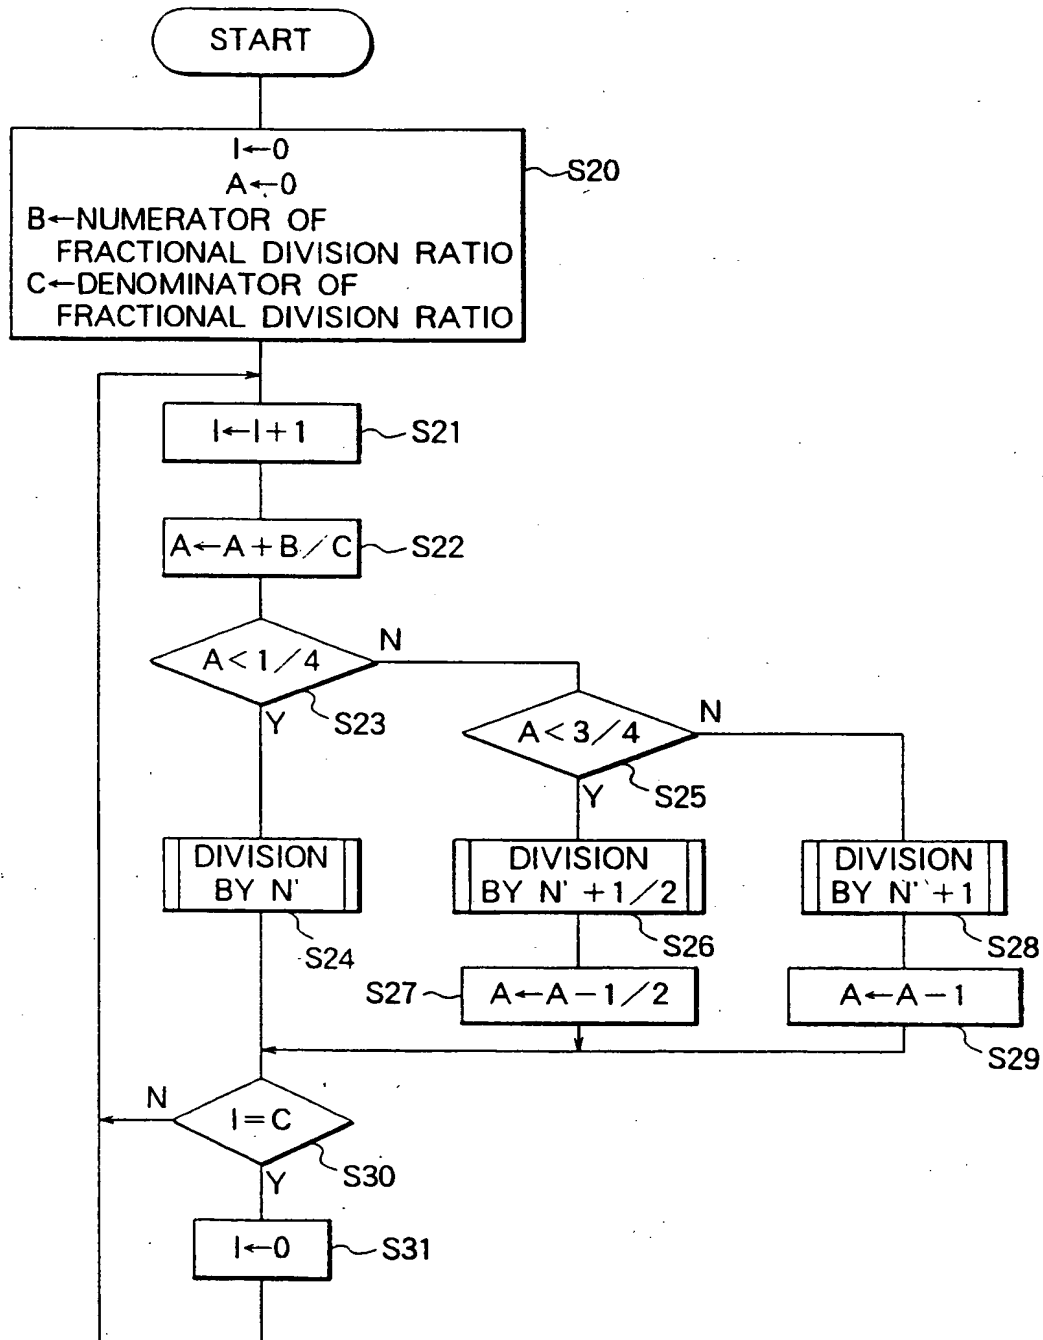 START
I←0
A←0
B←NUMERATOR OF
FRACTIONAL DIVISION RATIO
C←DENOMINATOR OF
FRACTIONAL DIVISION RATIO
S20
I←I+1
S21
A←A+B/C
S22
A<1/4
N
Y
S23
A<3/4
N
Y
S25
DIVISION
BY N'
S24
DIVISION
BY N'+1/2
S26
DIVISION
BY N'+1
S28
S27
A←A-1/2
A←A-1
S29
N
I=C
Y
S30
I←0
S31